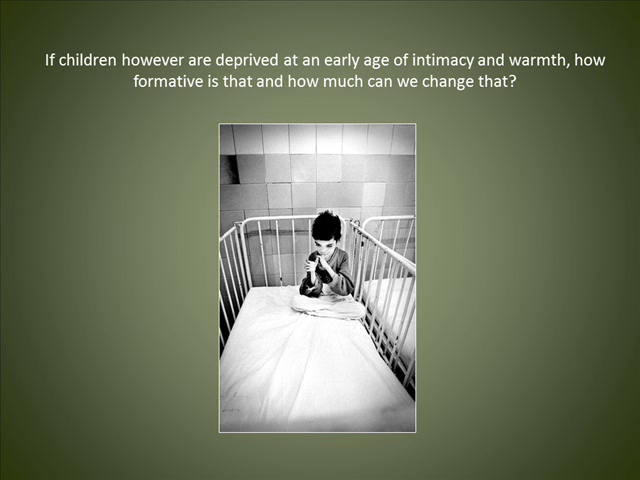 If children however are deprived at an early age of intimacy and warmth, how
formative is that and how much can we change that?